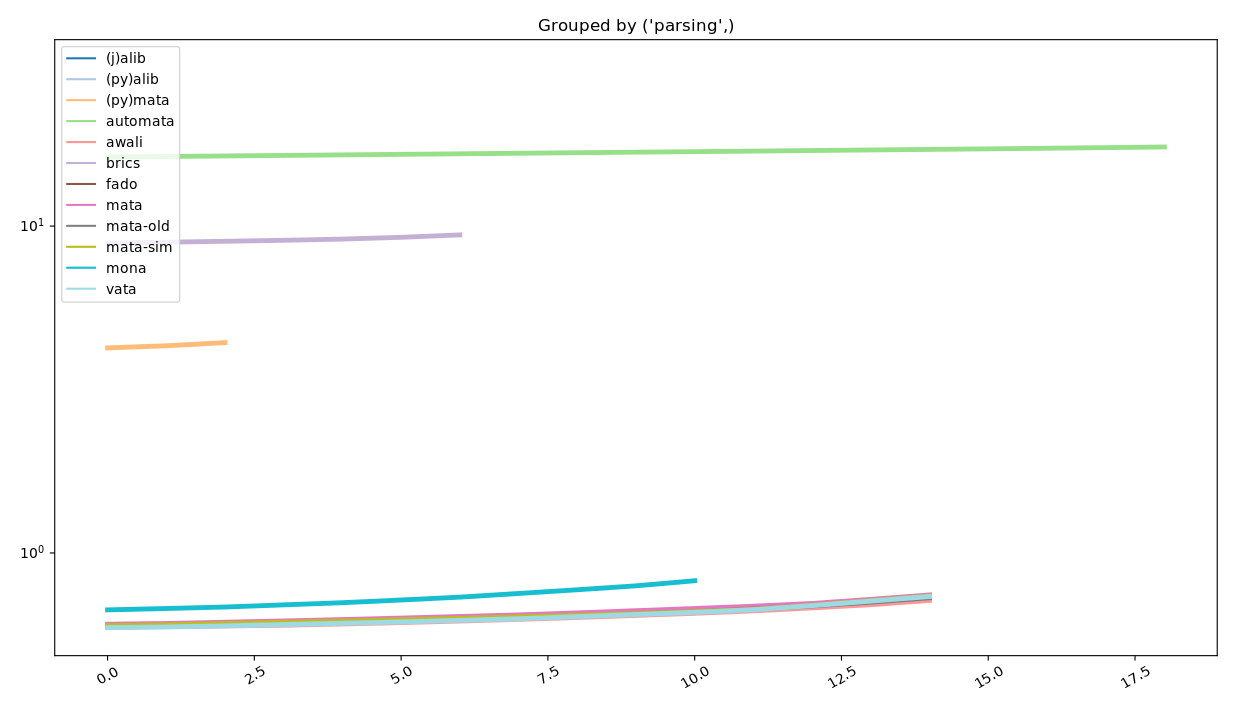 Grouped by ('parsing',)
(j)alib
(py)alib
(py)mata
automata
awali
brics
fado
mata
mata-old
mata-sim
mona
vata
10¹
10⁰
0.0 2.5 5.0 7.5 10.0 12.5 15.0 17.5